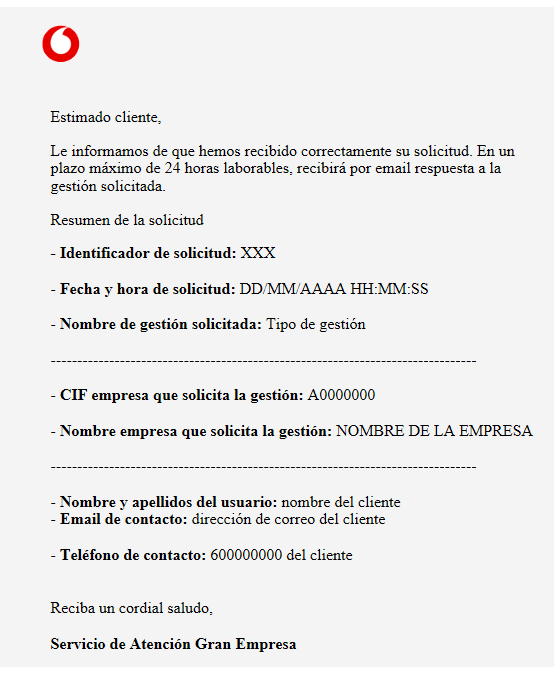 Estimado cliente,
Le informamos de que hemos recibido correctamente su solicitud. En un
plazo máximo de 24 horas laborables, recibirá por email respuesta a la
gestión solicitada.
Resumen de la solicitud
- Identificador de solicitud: XXX
- Fecha y hora de solicitud: DD/MM/AAAA HH:MM:SS
- Nombre de gestión solicitada: Tipo de gestión
--------------------------------------------------------------------------------
- CIF empresa que solicita la gestión: A0000000
- Nombre empresa que solicita la gestión: NOMBRE DE LA EMPRESA
--------------------------------------------------------------------------------
- Nombre y apellidos del usuario: nombre del cliente
- Email de contacto: dirección de correo del cliente
- Teléfono de contacto: 600000000 del cliente
Reciba un cordial saludo,
Servicio de Atención Gran Empresa